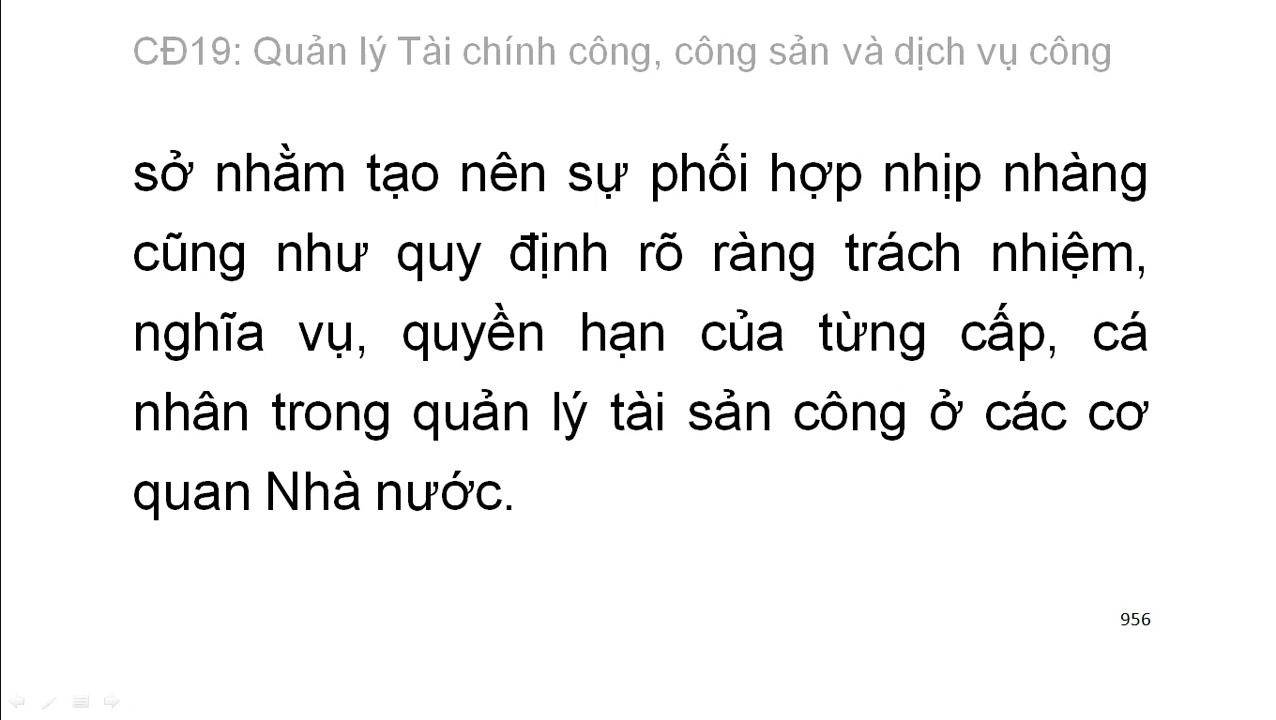 CĐ19: Quản lý Tài chính công, công sản và dịch vụ công
sở nhằm tạo nên sự phối hợp nhịp nhàng
cũng như quy định rõ ràng trách nhiệm,
nghĩa vụ, quyền hạn của từng cấp, cá
nhân trong quản lý tài sản công ở các cơ
quan Nhà nước.
956